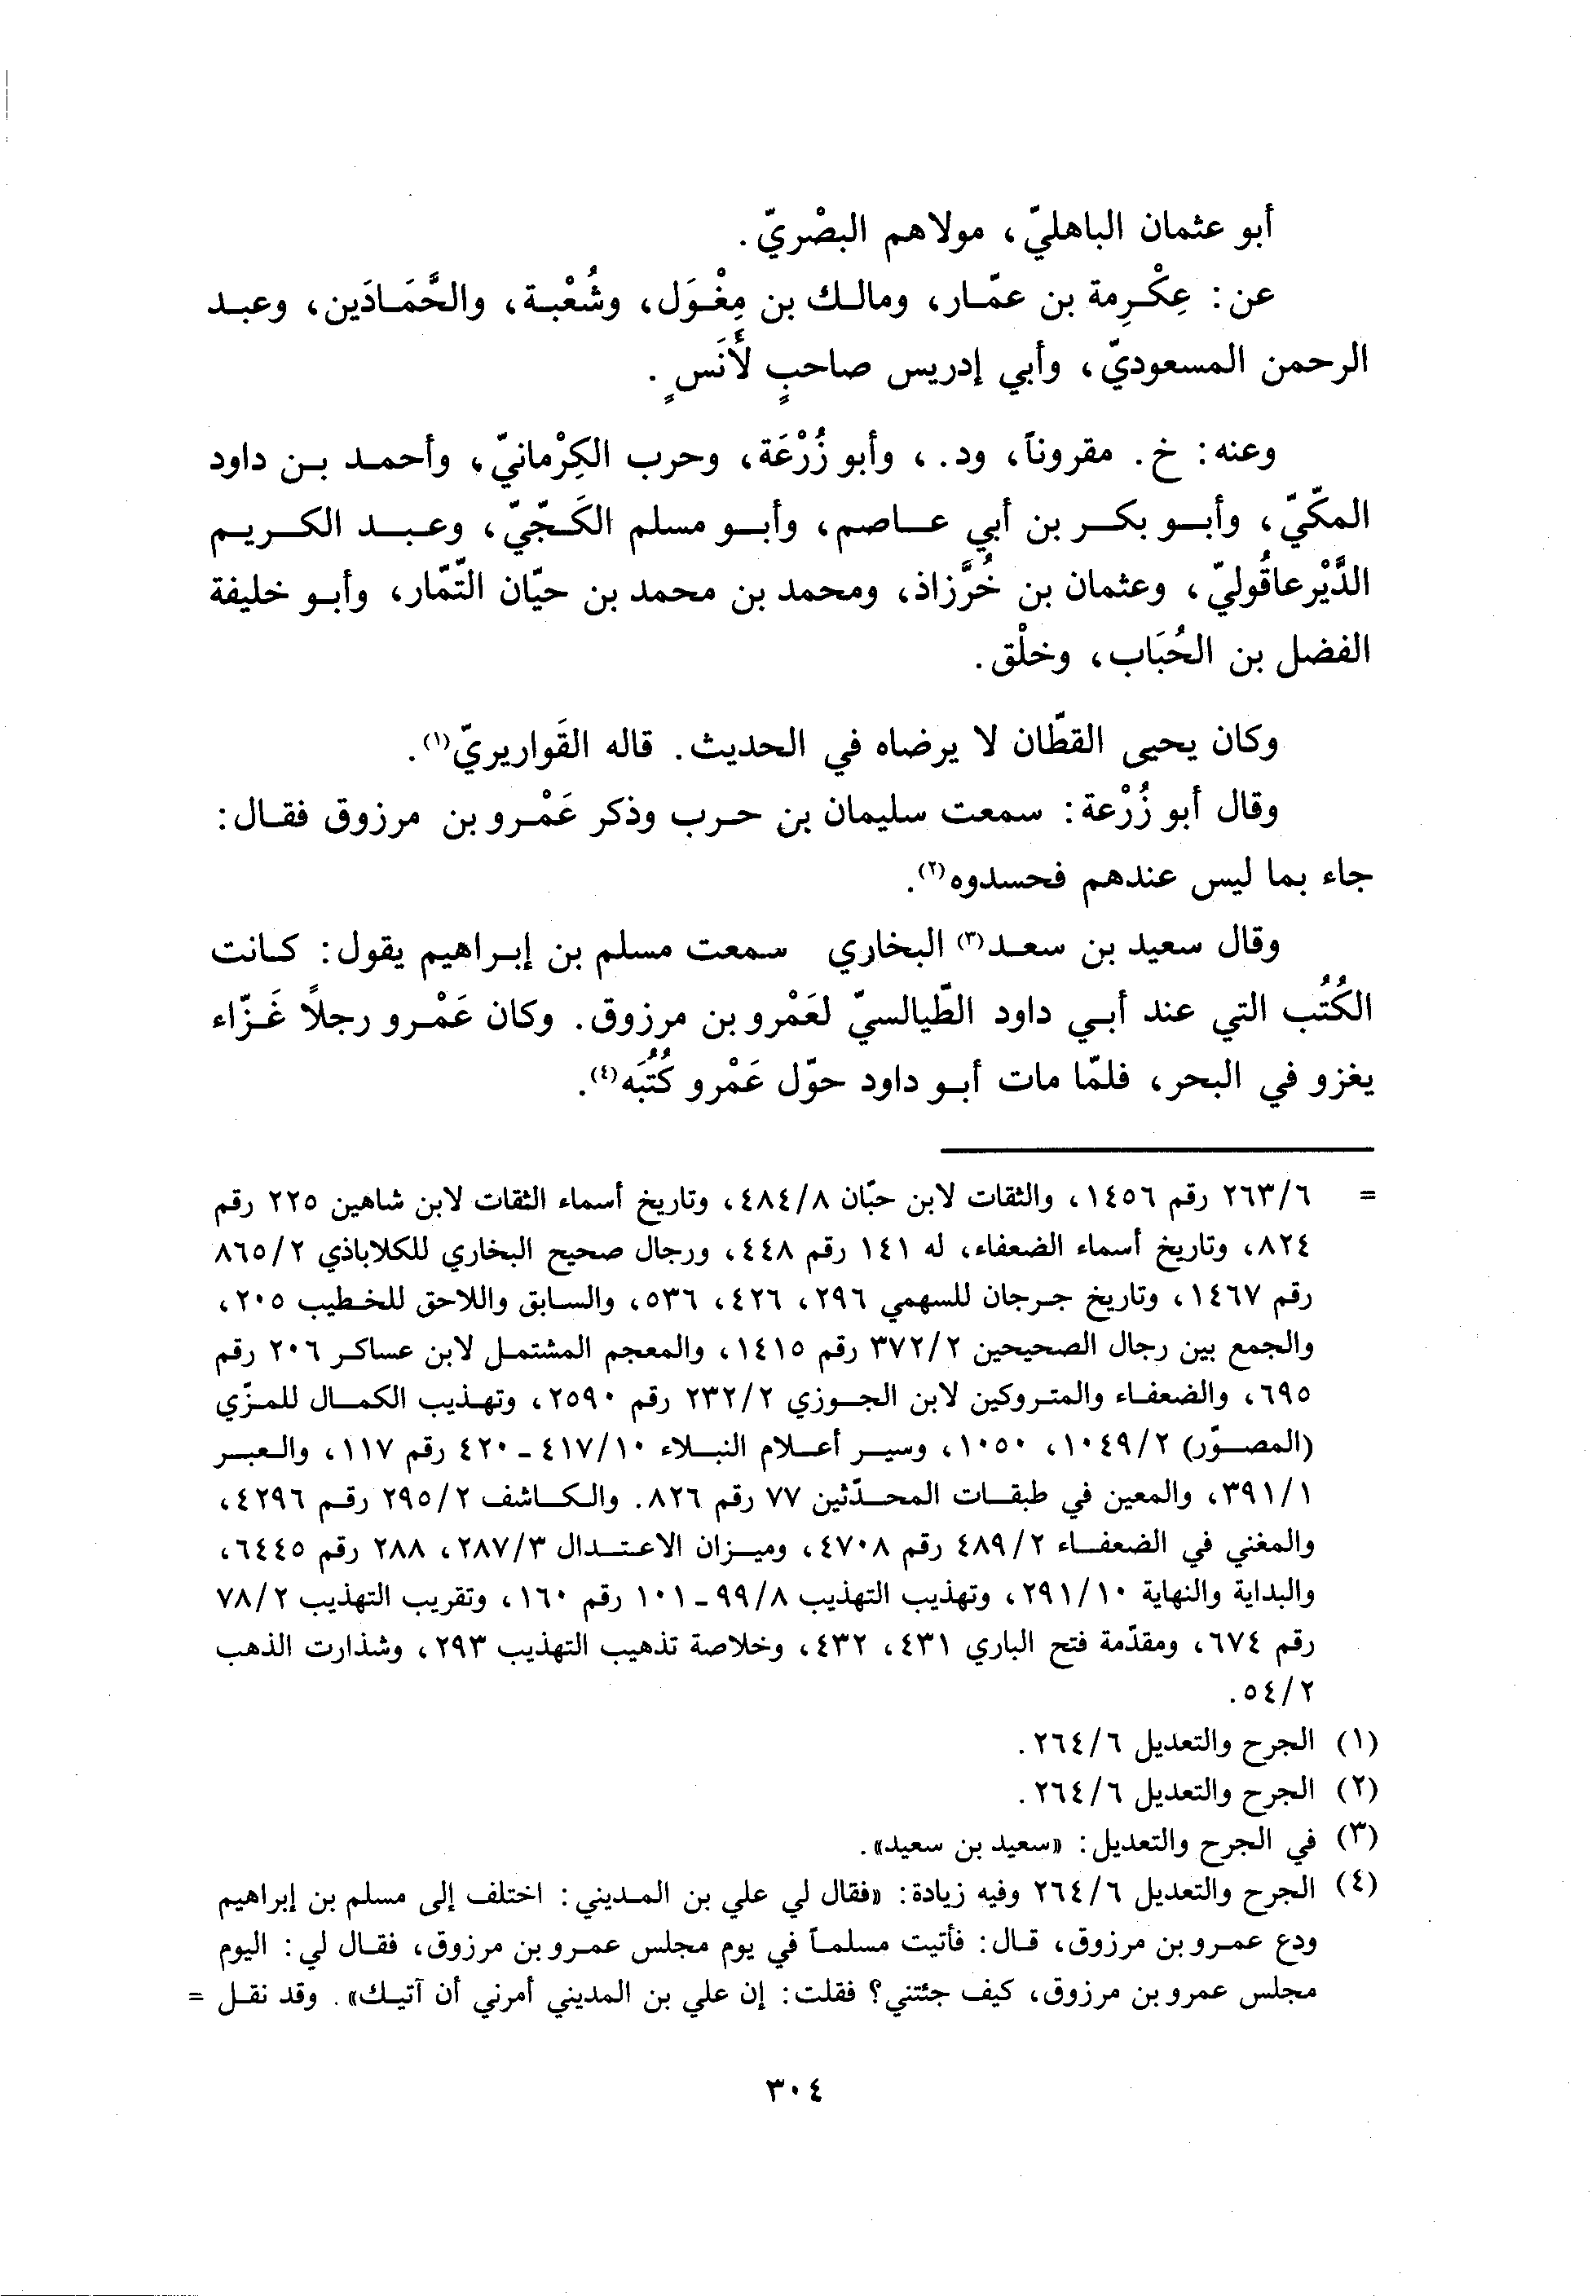 أبو عثمان الباهليّ، مولاهم البصْريّ.
عن: عِكْرِمة بن عمّار، ومالك بن مِغْوَل، وشُعْبة، والحَّمَادَين، وعبد
الرحمن المسعوديّ، وأبي إدريس صاحبٍ لأَنَسٍ.
وعنه: خ. مقروناً، ود.، وأبو زُرْعَة، وحرب الكِرْمانيّ، وأحمد بن داود
المكّيّ، وأبو بكر بن أبي عاصم، وأبو مسلم الكَجّيّ، وعبد الكريم
الدَّيْرعاقُوليّ، وعثمان بن خُرَّزاذ، ومحمد بن محمد بن حيّان التّمّار، وأبو خليفة
الفضل بن الحُبَاب، وخلْق.
وكان يحيى القطّان لا يرضاه في الحديث. قاله القَواريريّ(١).
وقال أبو زُرْعة: سمعت سليمان بن حرب وذكر عَمْرو بن مرزوق فقال:
جاء بما ليس عندهم فحسدوه(٢).
وقال سعيد بن سعد(٣) البخاري سمعت مسلم بن إبراهيم يقول: كانت
الكُتُب التي عند أبي داود الطّيالسيّ لعَمْرو بن مرزوق. وكان عَمْرو رجلاً غَزّاء
يغزو في البحر، فلمّا مات أبو داود حوّل عَمْرو كُتُبَه(٤).
= ٢٦٣/٦ رقم ١٤٥٦، والثقات لابن حبّان ٤٨٤/٨، وتاريخ أسماء الثقات لابن شاهين ٢٢٥ رقم
٨٢٤، وتاريخ أسماء الضعفاء، له ١٤١ رقم ٤٤٨، ورجال صحيح البخاري للكلاباذي ٨٦٥/٢
رقم ١٤٦٧، وتاريخ جرجان للسهمي ٢٩٦، ٤٢٦، ٥٣٦، والسابق واللاحق للخطيب ٢٠٥،
والجمع بين رجال الصحيحين ٣٧٢/٢ رقم ١٤١٥، والمعجم المشتمل لابن عساكر ٢٠٦ رقم
٦٩٥، والضعفاء والمتروكين لابن الجوزي ٢٣٢/٢ رقم ٢٥٩٠، وتهذيب الكمال للمزّي
(المصوّر) ١٠٤٩/٢، ١٠٥٠، وسير أعلام النبلاء ٤١٧/١٠ - ٤٢٠ رقم ١١٧، والعبر
٣٩١/١، والمعين في طبقات المحدّثين ٧٧ رقم ٨٢٦. والكاشف ٢٩٥/٢ رقم ٤٢٩٦،
والمغني في الضعفاء ٤٨٩/٢ رقم ٤٧٠٨، وميزان الاعتدال ٢٨٧/٣، ٢٨٨ رقم ٦٤٤٥،
والبداية والنهاية ٢٩١/١٠، وتهذيب التهذيب ٩٩/٨ - ١٠١ رقم ١٦٠، وتقريب التهذيب ٧٨/٢
رقم ٦٧٤، ومقدّمة فتح الباري ٤٣١، ٤٣٢، وخلاصة تذهيب التهذيب ٢٩٣، وشذارت الذهب
٥٤/٢.
(١) الجرح والتعديل ٢٦٤/٦.
(٢) الجرح والتعديل ٢٦٤/٦.
(٣) في الجرح والتعديل: «سعيد بن سعيد».
(٤) الجرح والتعديل ٢٦٤/٦ وفيه زيادة: «فقال لي علي بن المديني: اختلف إلى مسلم بن إبراهيم
ودع عمرو بن مرزوق، قال: فأتيت مسلماً في يوم مجلس عمرو بن مرزوق، فقال لي: اليوم
مجلس عمرو بن مرزوق، كيف جئتني؟ فقلت: إن علي بن المديني أمرني أن آتيك». وقد نقل =
٣٠٤